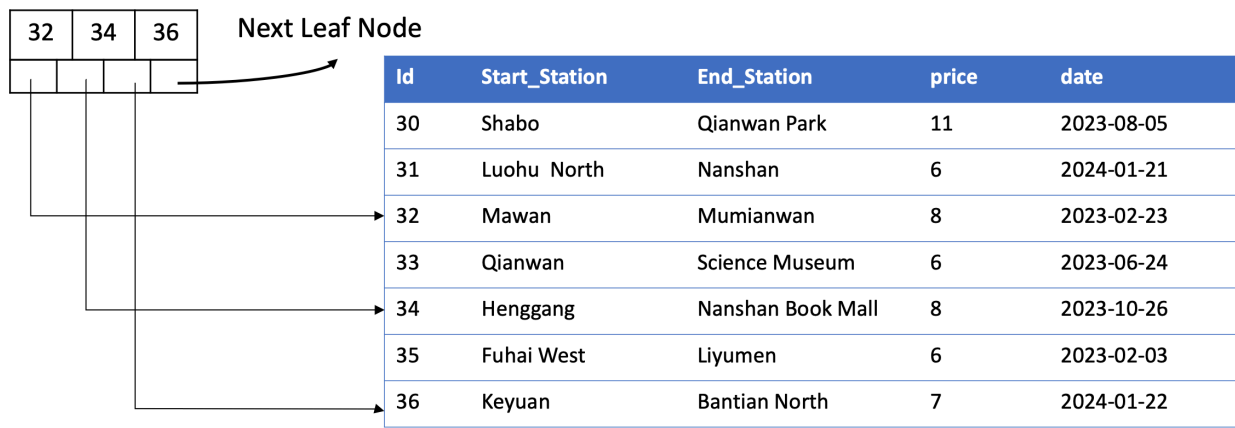 32 34 36 Next Leaf Node
Id Start_Station End_Station price date
30 Shabo Qianwan Park 11 2023-08-05
31 Luohu North Nanshan 6 2024-01-21
32 Mawan Mumianwan 8 2023-02-23
33 Qianwan Science Museum 6 2023-06-24
34 Henggang Nanshan Book Mall 8 2023-10-26
35 Fuhai West Liyumen 6 2023-02-03
36 Keyuan Bantian North 7 2024-01-22